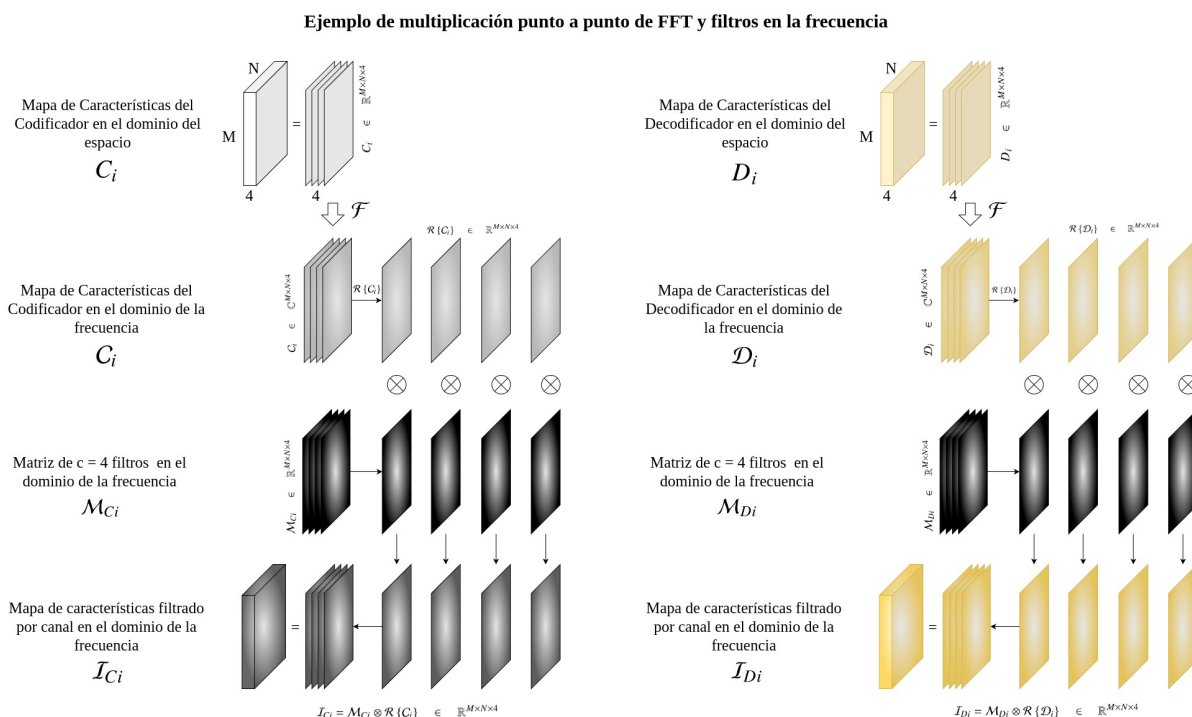 Ejemplo de multiplicación punto a punto de FFT y filtros en la frecuencia
Mapa de Características del
Codificador en el dominio del
espacio
C_i
N
M
4
=
4
C_i ∈ ℝ^{M×N×4}
ℱ
Mapa de Características del
Codificador en el dominio de la
frecuencia
𝒞_i
𝒞_i ∈ ℂ^{M×N×4}
ℛ{𝒞_i}
ℛ{𝒞_i} ∈ ℝ^{M×N×4}
⊗ ⊗ ⊗ ⊗
Matriz de c = 4 filtros en el
dominio de la frecuencia
ℳ_{Ci}
ℳ_{Ci} ∈ ℝ^{M×N×4}
Mapa de características filtrado
por canal en el dominio de la
frecuencia
ℐ_{Ci}
=
ℐ_{Ci} = ℳ_{Ci} ⊗ ℛ{𝒞_i} ∈ ℝ^{M×N×4}
Mapa de Características del
Decodificador en el dominio del
espacio
D_i
N
M
4
=
4
D_i ∈ ℝ^{M×N×4}
ℱ
Mapa de Características del
Decodificador en el dominio de
la frecuencia
𝒟_i
𝒟_i ∈ ℂ^{M×N×4}
ℛ{𝒟_i}
ℛ{𝒟_i} ∈ ℝ^{M×N×4}
⊗ ⊗ ⊗ ⊗
Matriz de c = 4 filtros en el
dominio de la frecuencia
ℳ_{Di}
ℳ_{Di} ∈ ℝ^{M×N×4}
Mapa de características filtrado
por canal en el dominio de la
frecuencia
ℐ_{Di}
=
ℐ_{Di} = ℳ_{Di} ⊗ ℛ{𝒟_i} ∈ ℝ^{M×N×4}